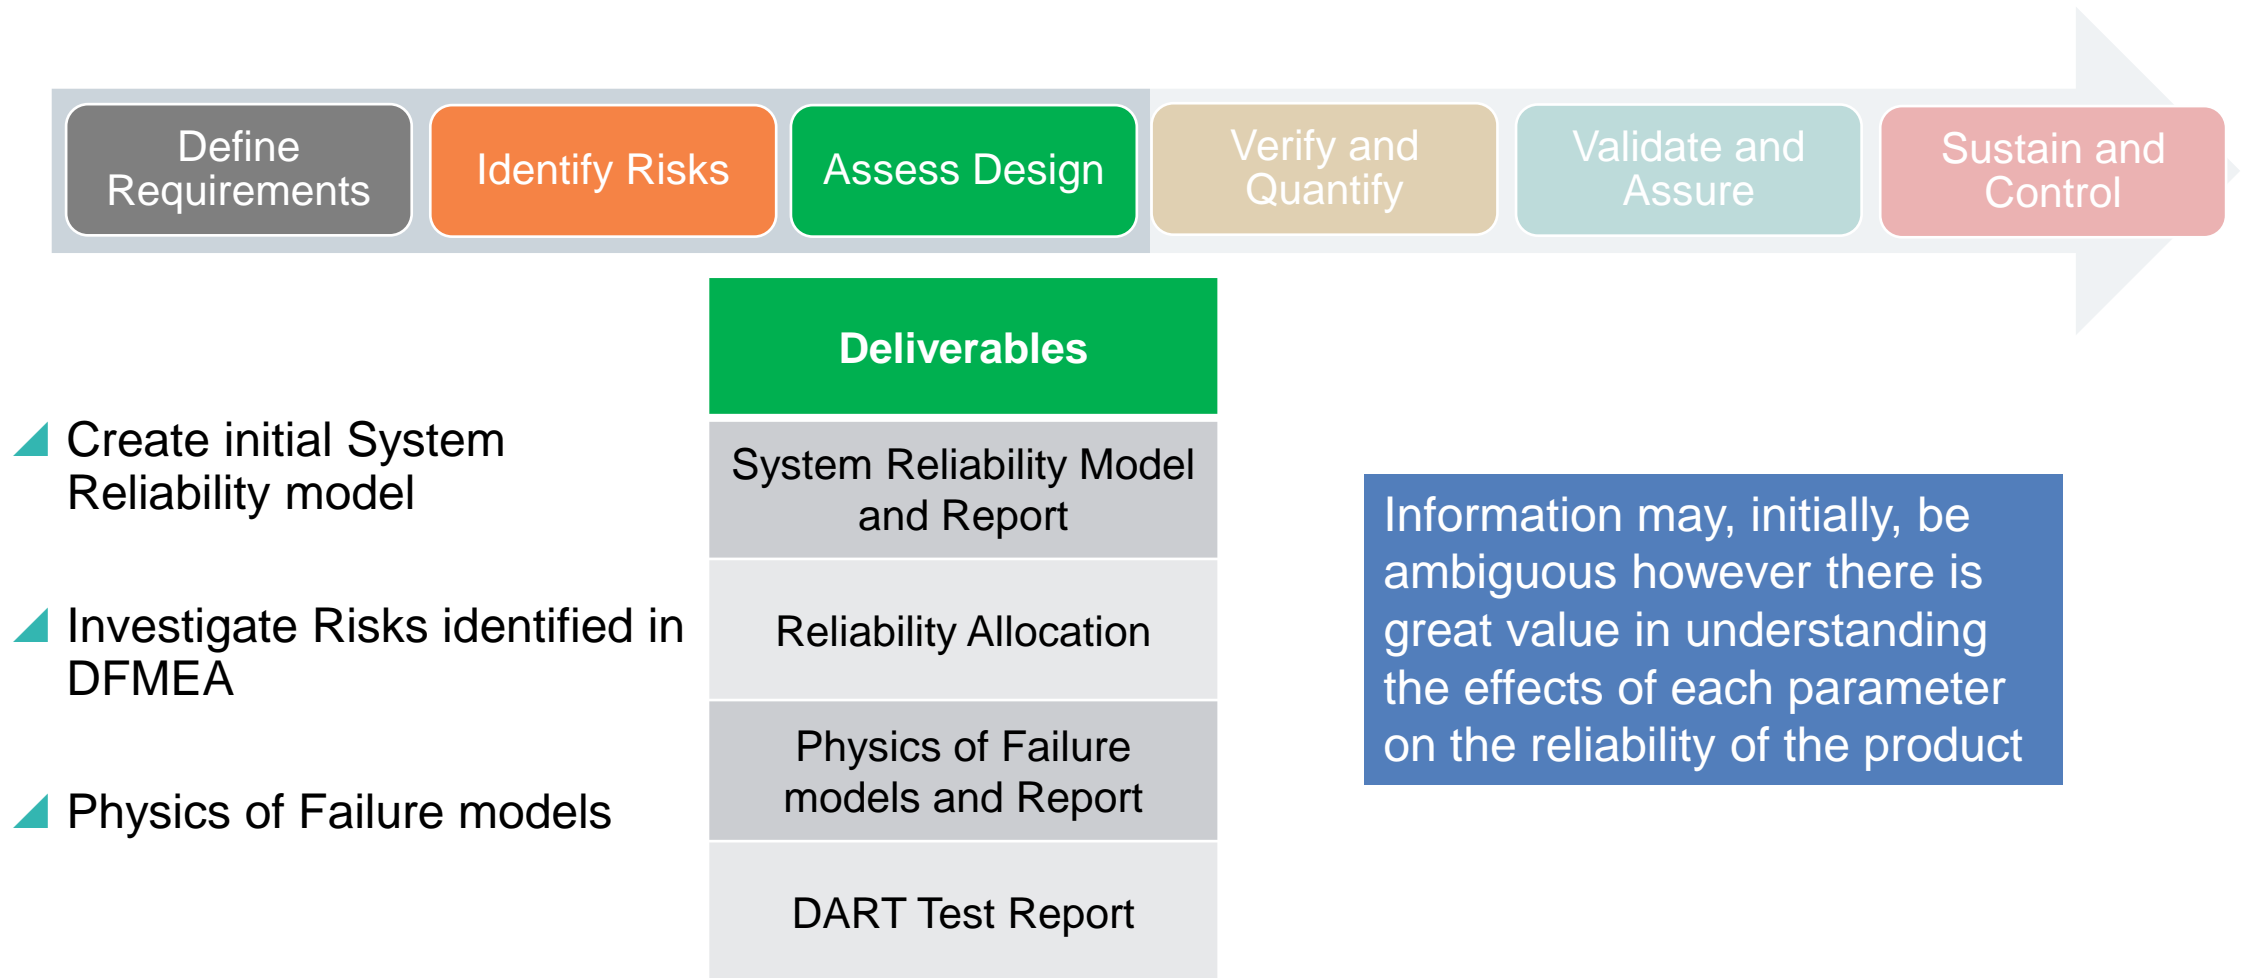 Define
Requirements
Identify Risks
Assess Design
Verify and
Quantify
Validate and
Assure
Sustain and
Control
Create initial System
Reliability model
Investigate Risks identified in
DFMEA
Physics of Failure models
Deliverables
System Reliability Model
and Report
Reliability Allocation
Physics of Failure
models and Report
DART Test Report
Information may, initially, be
ambiguous however there is
great value in understanding
the effects of each parameter
on the reliability of the product